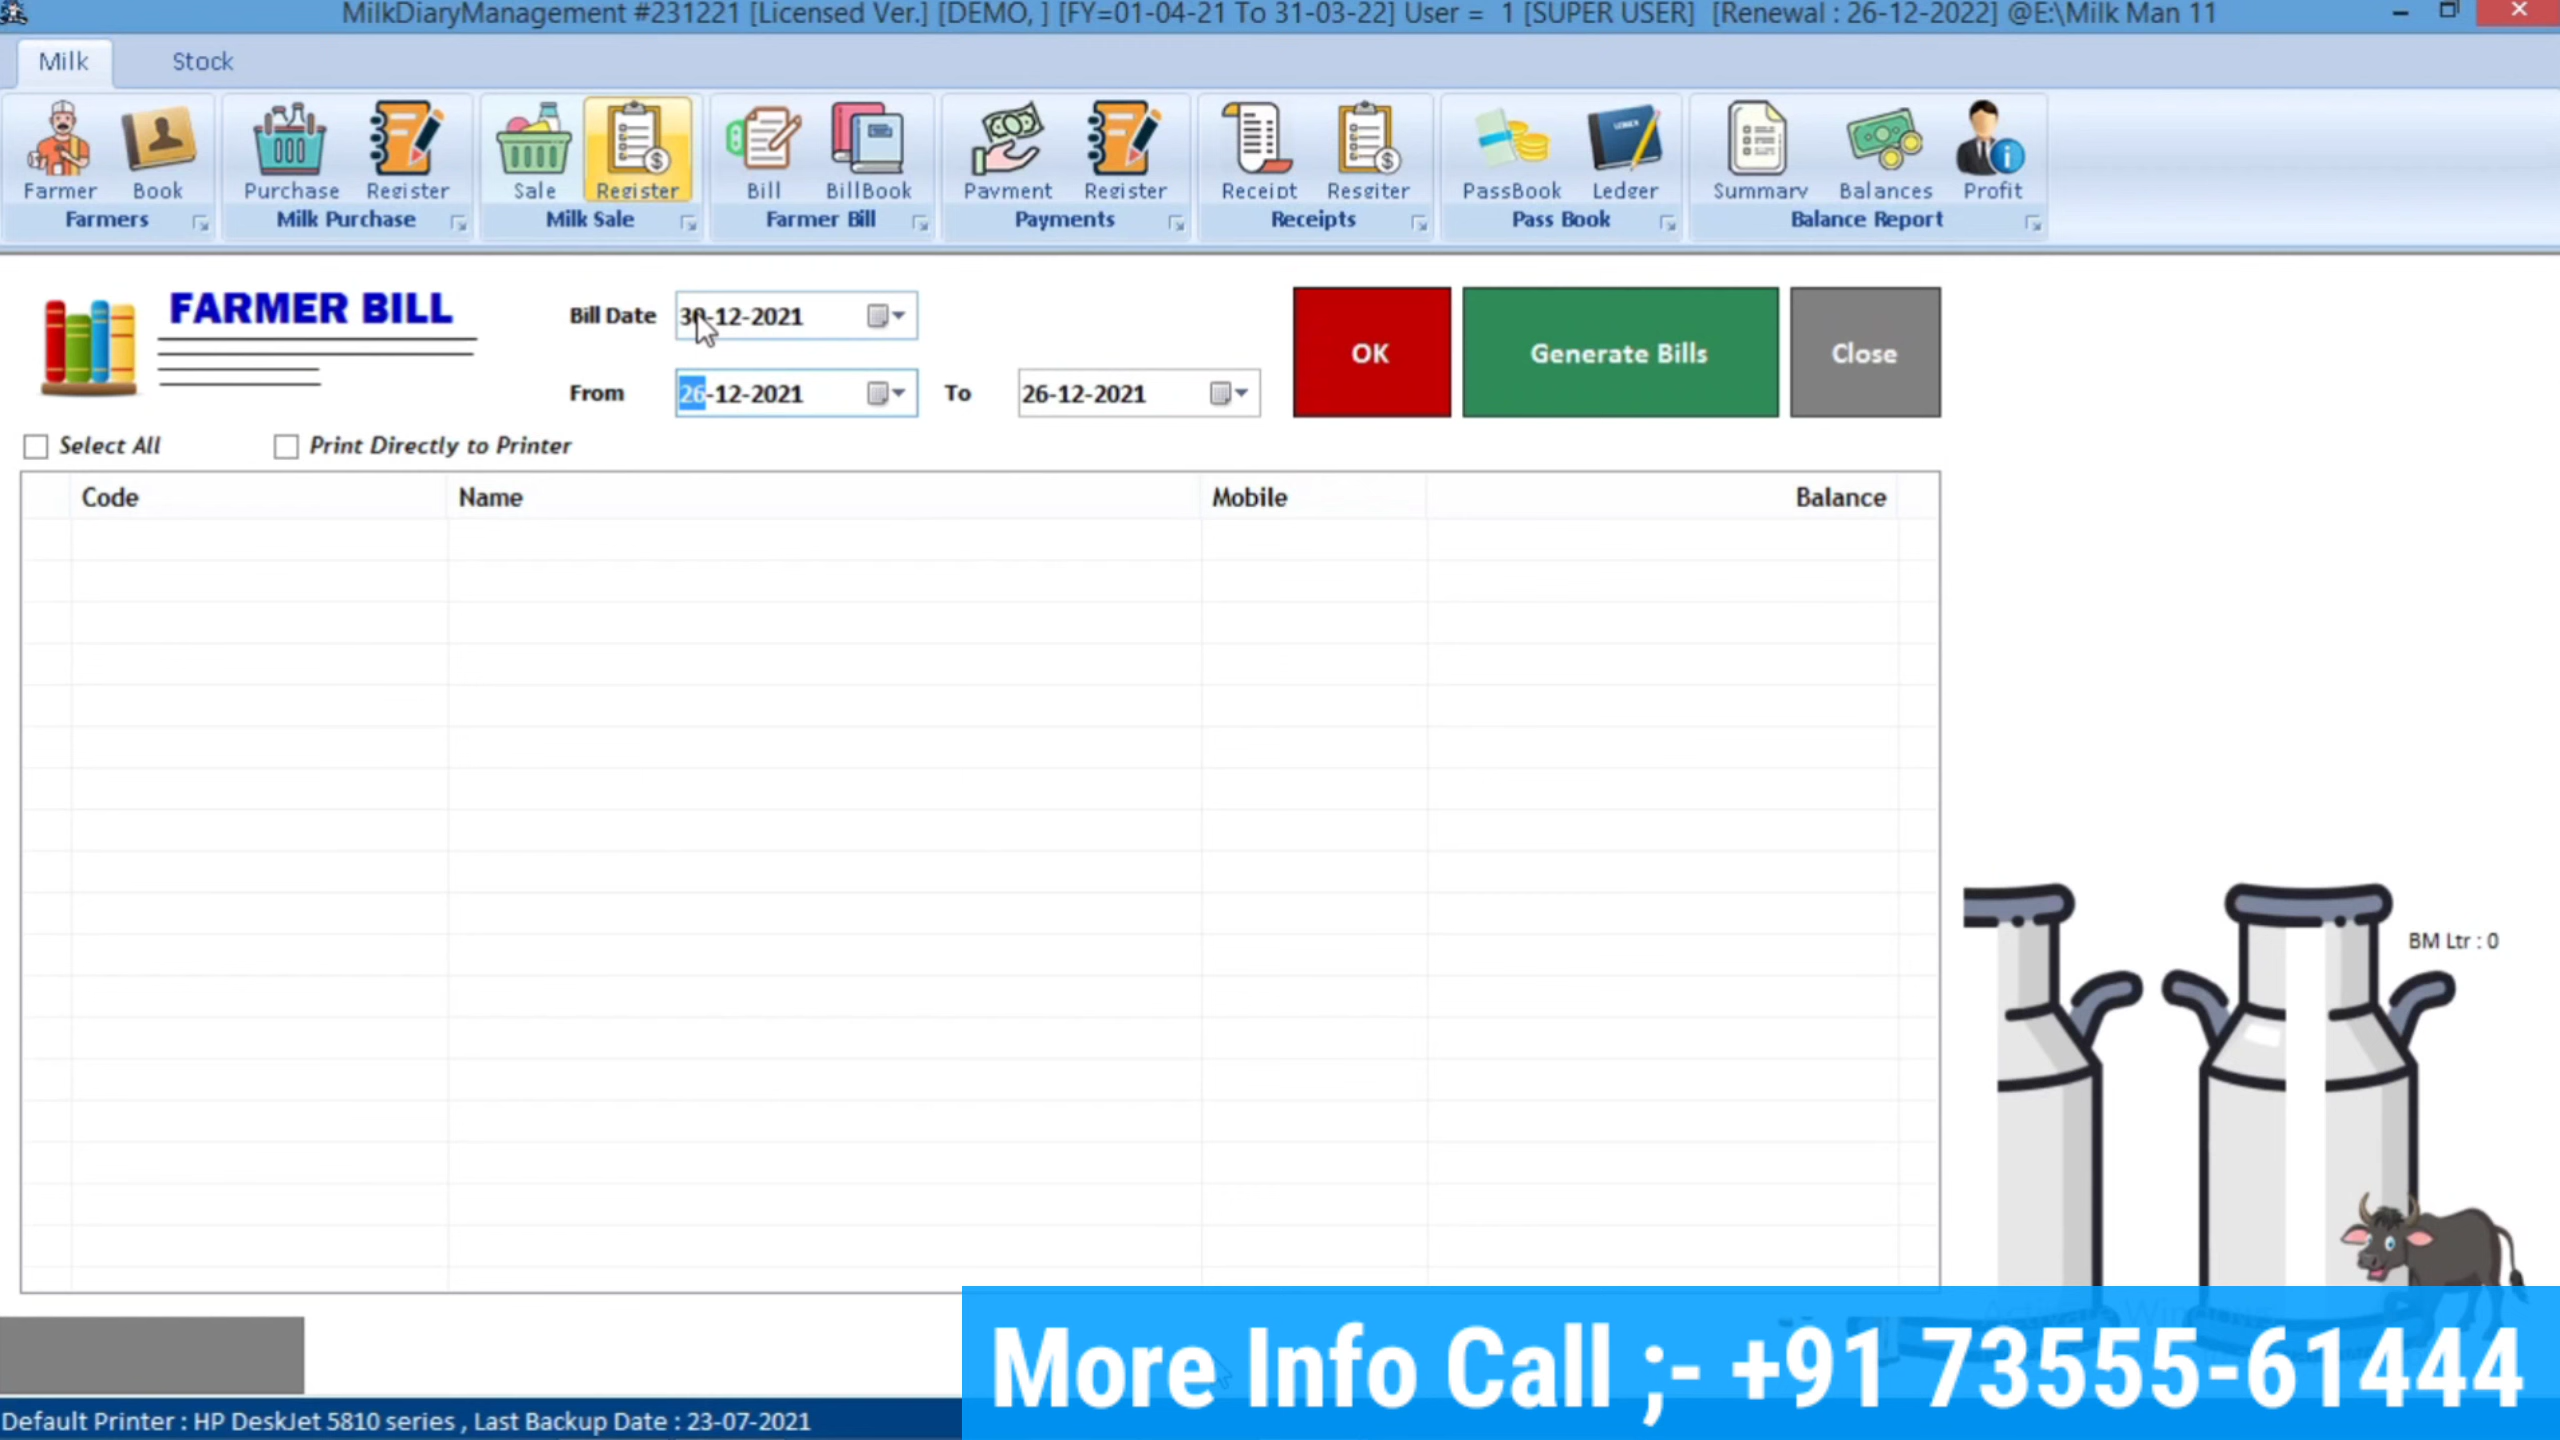 MilkDiaryManagement #231221 [Licensed Ver.] [DEMO, ] [FY=01-04-21 To 31-03-22] User = 1 [SUPER USER] [Renewal : 26-12-2022] @E:\Milk Man 11
Milk Stock
Farmer Book Purchase Register Sale Register Bill BillBook Payment Register Receipt Resgiter PassBook Ledger Summary Balances Profit
Farmers Milk Purchase Milk Sale Farmer Bill Payments Receipts Pass Book Balance Report
FARMER BILL
Bill Date 30-12-2021
From 26-12-2021 To 26-12-2021
OK Generate Bills Close
Select All Print Directly to Printer
Code Name Mobile Balance
BM Ltr : 0
More Info Call ;- +91 73555-61444
Default Printer : HP DeskJet 5810 series , Last Backup Date : 23-07-2021